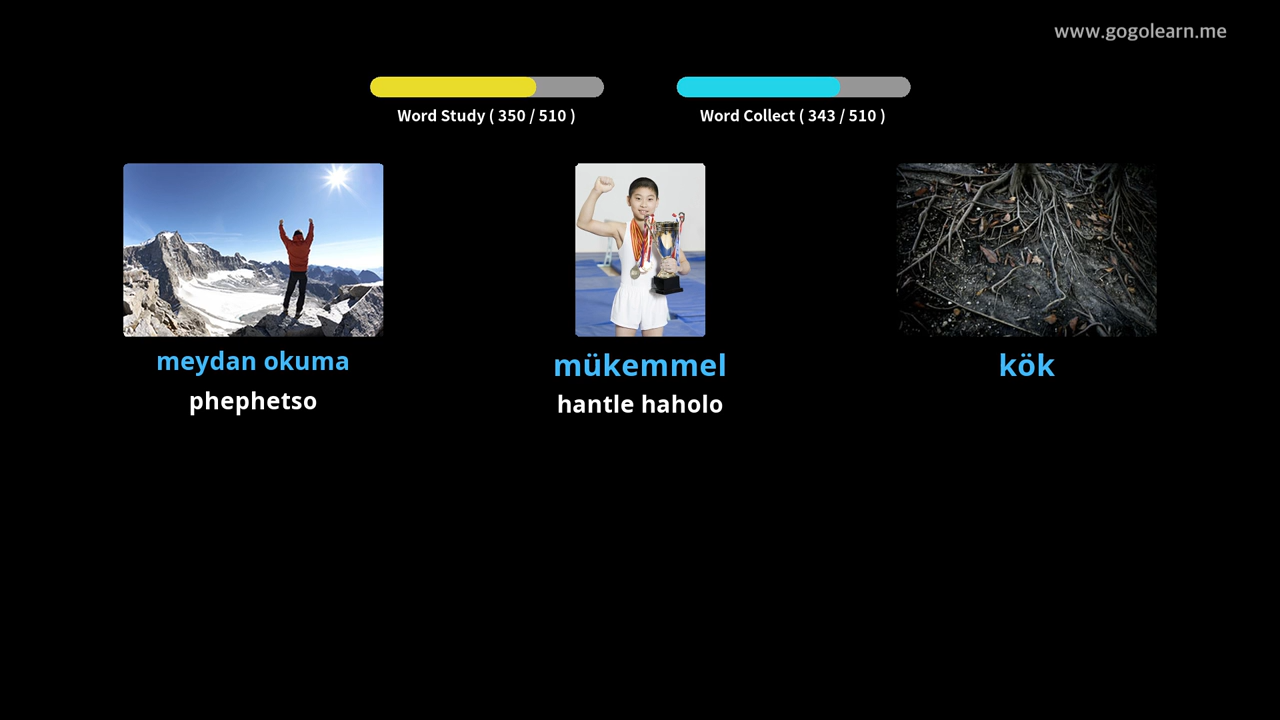 www.gogolearn.me
Word Study ( 350 / 510 )
Word Collect ( 343 / 510 )
meydan okuma
phephetso
mükemmel
hantle haholo
kök